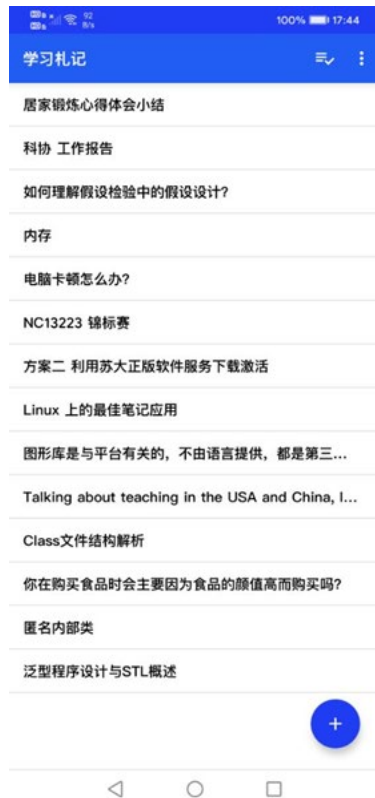 92
B/s
100% 17:44
学习札记
居家锻炼心得体会小结
科协 工作报告
如何理解假设检验中的假设设计?
内存
电脑卡顿怎么办?
NC13223 锦标赛
方案二 利用苏大正版软件服务下载激活
Linux 上的最佳笔记应用
图形库是与平台有关的，不由语言提供，都是第三...
Talking about teaching in the USA and China, I...
Class文件结构解析
你在购买食品时会主要因为食品的颜值高而购买吗?
匿名内部类
泛型程序设计与STL概述